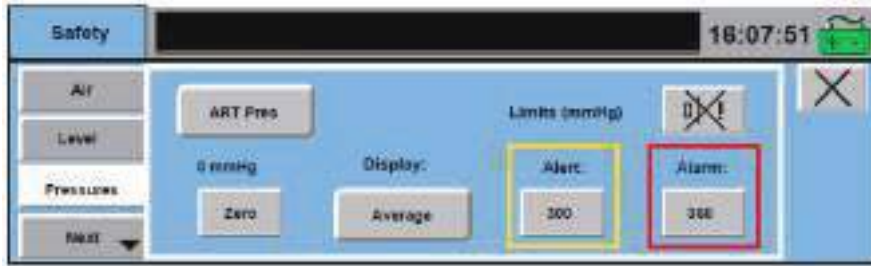 Safety
16:07:51
Air
ART Pres
Limits (mmHg)
Level
0 mmHg
Display:
Alert:
Alarm:
Pressures
Zero
Average
300
Next